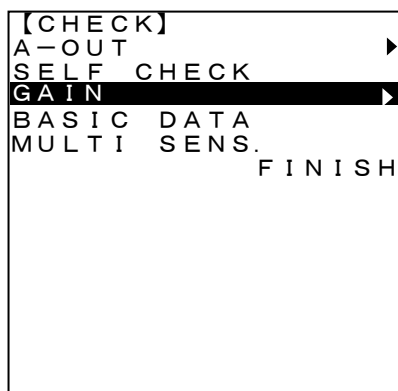 【CHECK】
A－OUT ▶
SELF CHECK
GAIN ▶
BASIC DATA
MULTI SENS.
FINISH